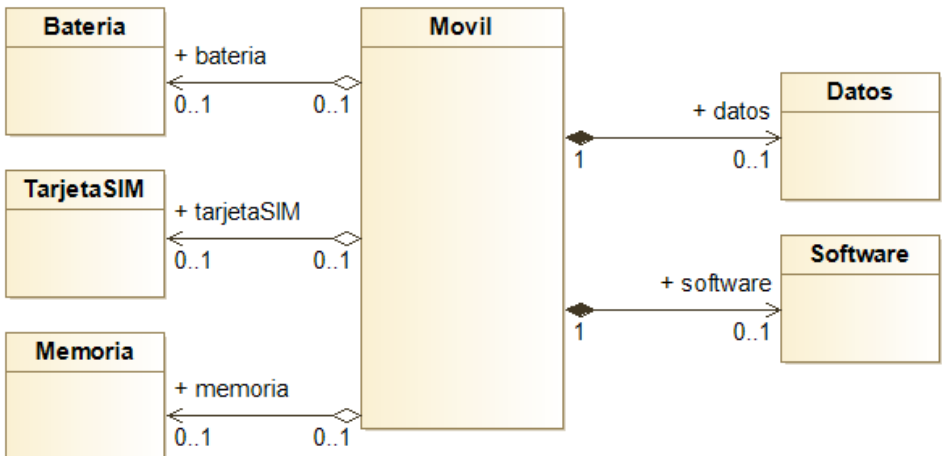 Bateria
Movil
+ bateria
0..1
0..1
Datos
+ datos
1
0..1
TarjetaSIM
+ tarjetaSIM
0..1
0..1
Software
+ software
1
0..1
Memoria
+ memoria
0..1
0..1